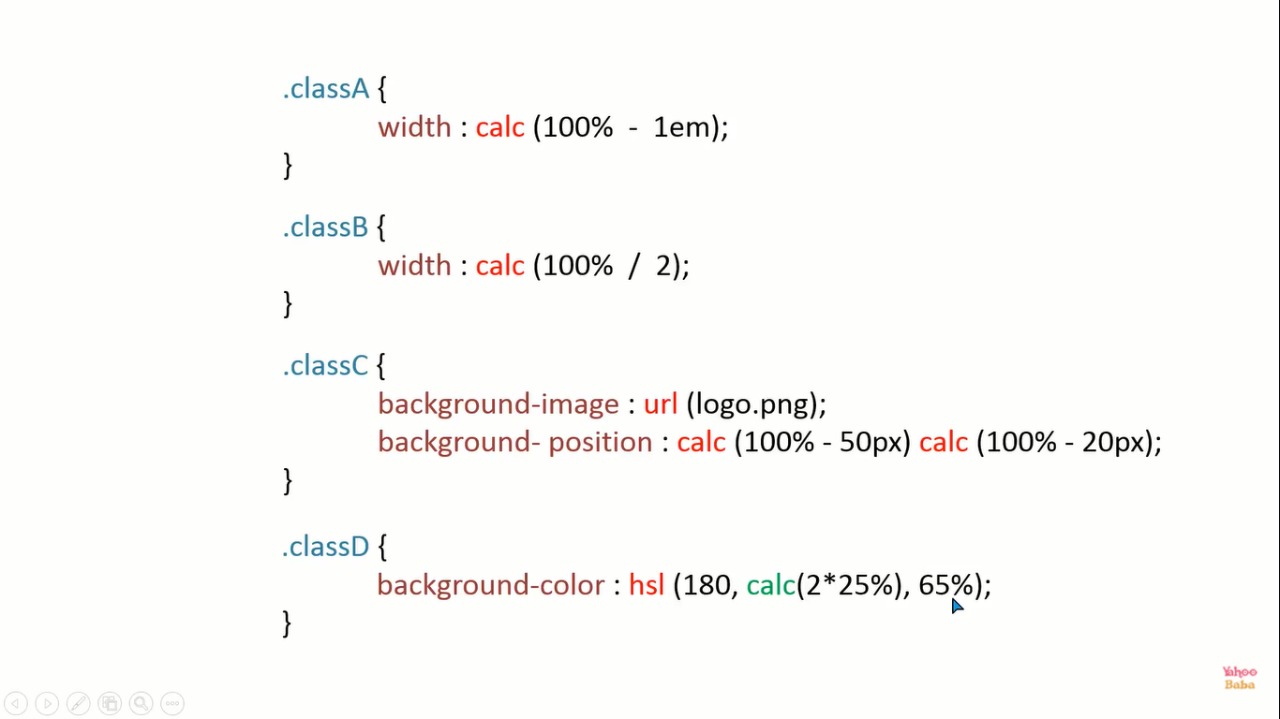 .classA {
width : calc (100% - 1em);
}
.classB {
width : calc (100% / 2);
}
.classC {
background-image : url (logo.png);
background- position : calc (100% - 50px) calc (100% - 20px);
}
.classD {
background-color : hsl (180, calc(2*25%), 65%);
}
Yahoo
Baba